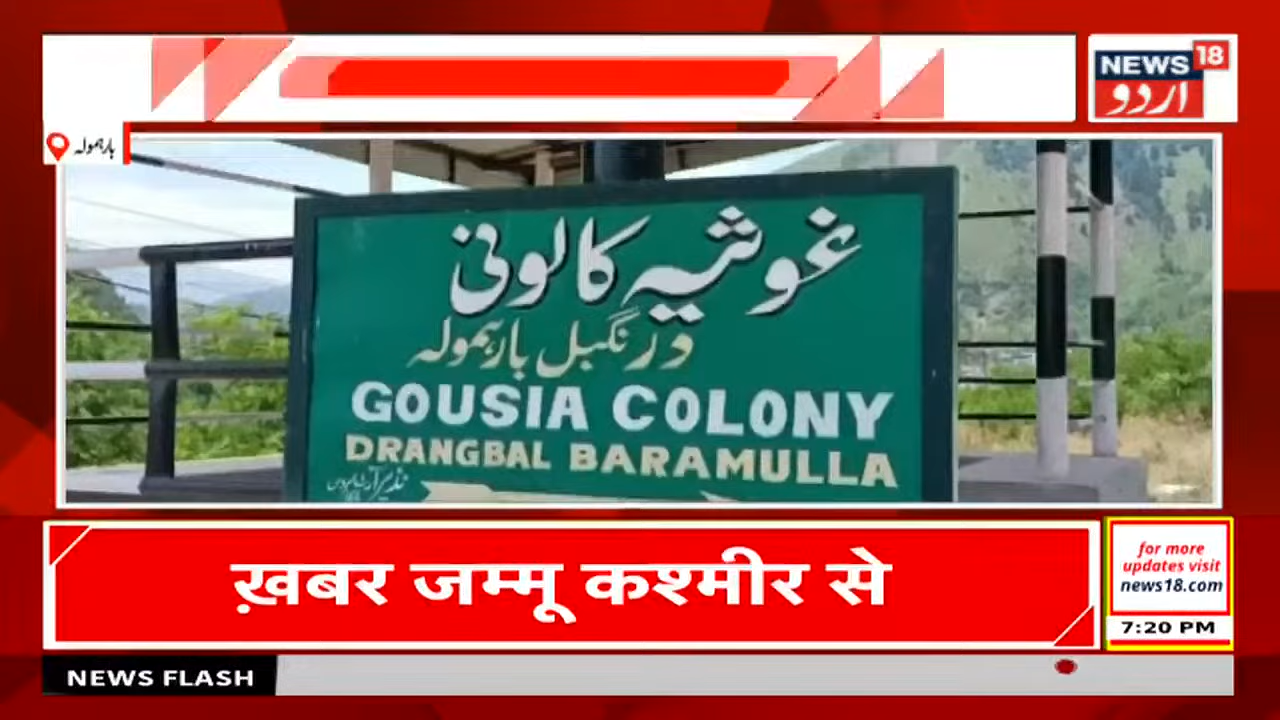 NEWS 18
اردو
بارہمولہ
غوثیہ کالونی
درنگبل بارہمولہ
GOUSIA COLONY
DRANGBAL BARAMULLA
ख़बर जम्मू कश्मीर से
for more
updates visit
news18.com
7:20 PM
NEWS FLASH